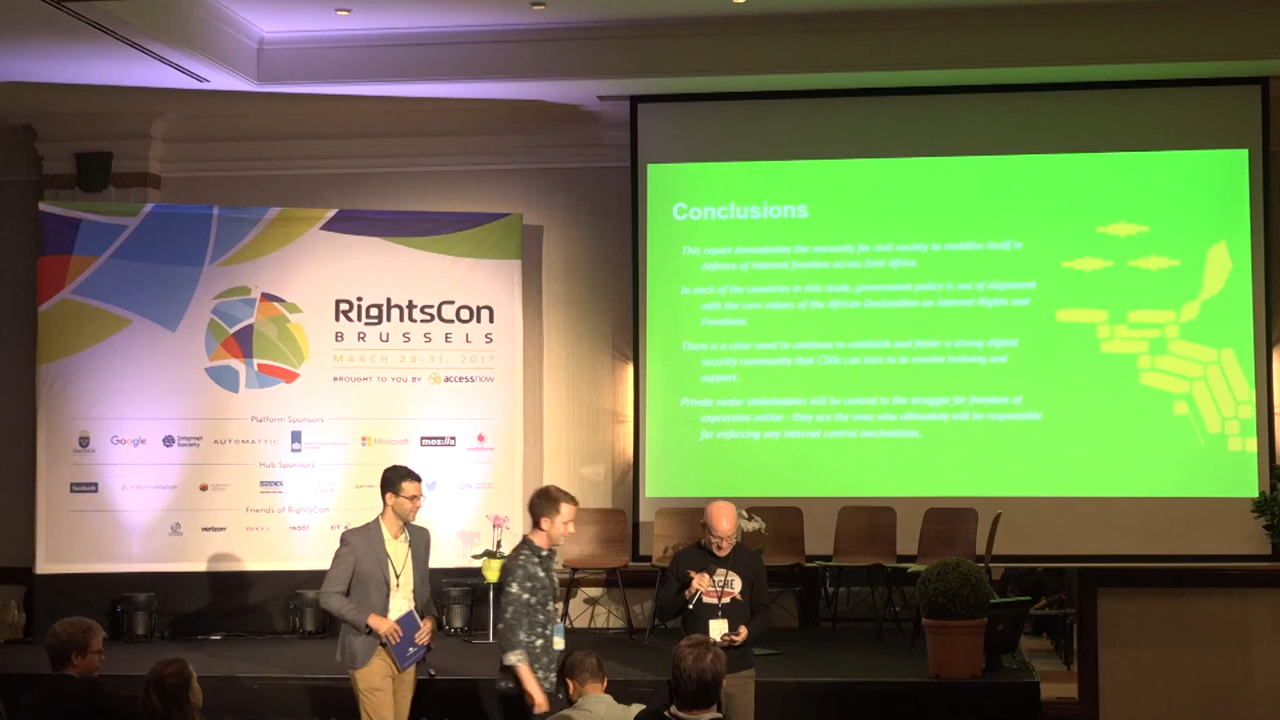 RightsCon
BRUSSELS
MARCH 29-31, 2017
BROUGHT TO YOU BY accessnow
Platform Sponsors
Google
Internet Society
AUTOMATTIC
Microsoft
moz://a
vodafone
Hub Sponsors
facebook
Friends of RightsCon
verizon
reddit
Conclusions
This report demonstrates the necessity for civil society to mobilise itself in
defence of internet freedom across East Africa.
In each of the countries in this study, government policy is out of alignment
with the core values of the African Declaration on Internet Rights and
Freedoms.
There is a clear need to continue to establish and foster a strong digital
security community that CSOs can turn to to receive training and
support.
Private sector stakeholders will be central to the struggle for freedom of
expression online - they are the ones who ultimately will be responsible
for enforcing any internet control mechanisms.